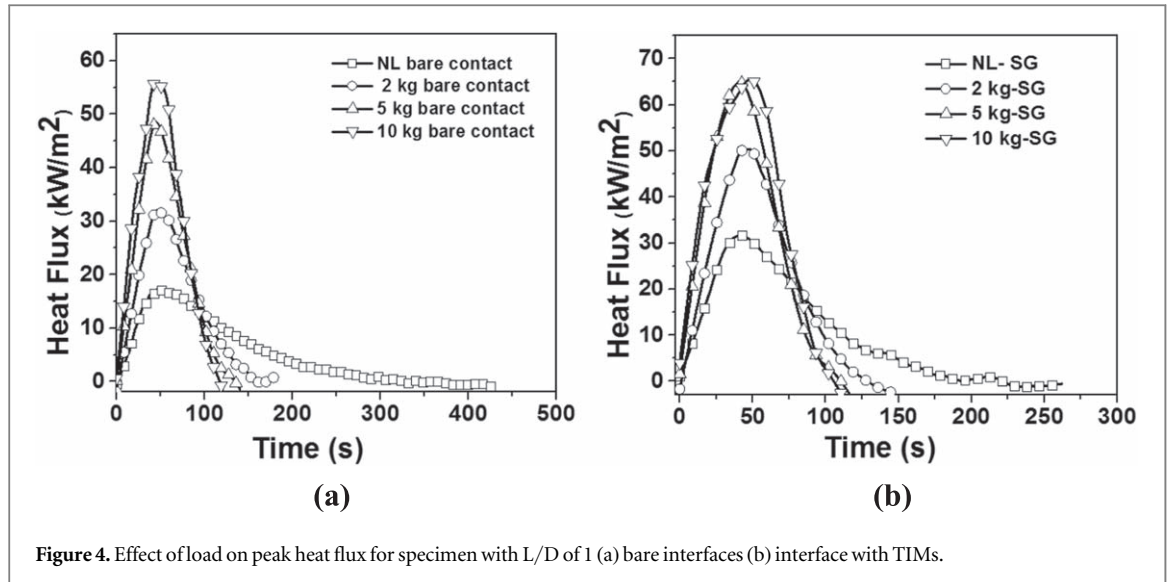 60
50
40
30
20
10
0
Heat Flux (kW/m²)
NL bare contact
2 kg bare contact
5 kg bare contact
10 kg bare contact
0 100 200 300 400 500
Time (s)
(a)
70
60
50
40
30
20
10
0
Heat Flux (kW/m²)
NL- SG
2 kg-SG
5 kg-SG
10 kg-SG
0 50 100 150 200 250 300
Time (s)
(b)
Figure 4. Effect of load on peak heat flux for specimen with L/D of 1 (a) bare interfaces (b) interface with TIMs.